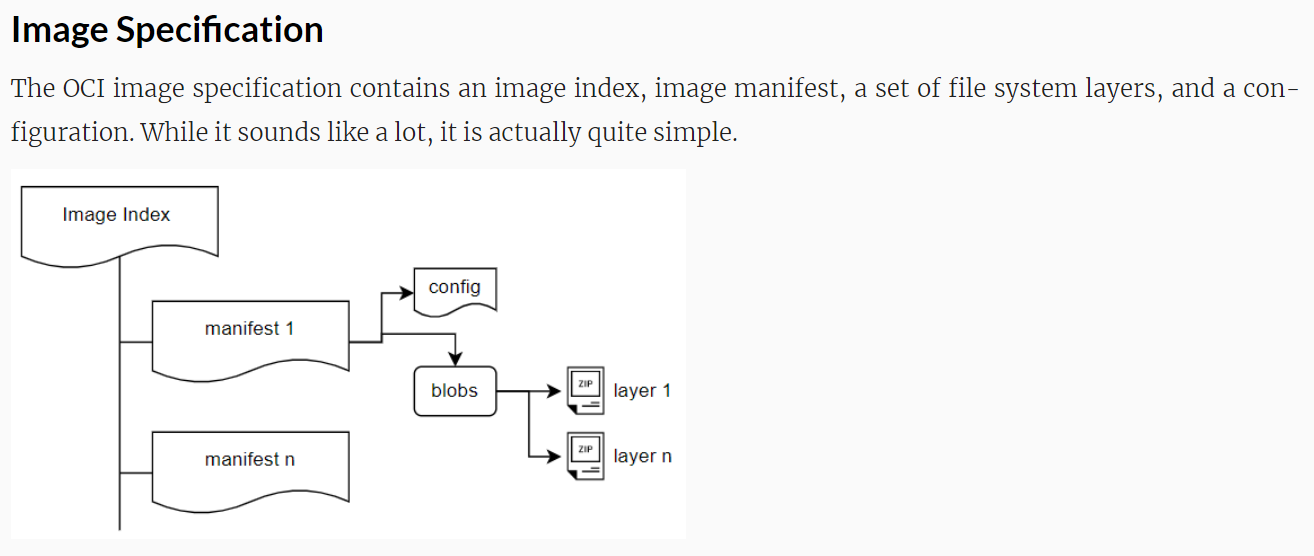 Image Specification
The OCI image specification contains an image index, image manifest, a set of file system layers, and a con-
figuration. While it sounds like a lot, it is actually quite simple.
Image Index
config
manifest 1
blobs
ZIP
layer 1
manifest n
ZIP
layer n